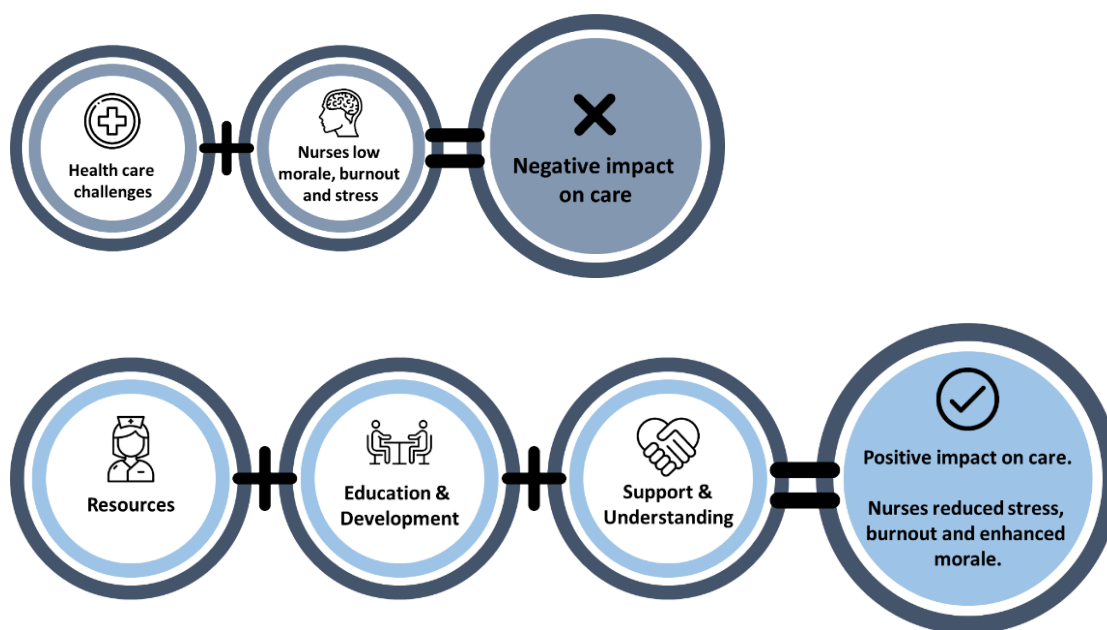 Health care
challenges
Nurses low
morale, burnout
and stress
Negative impact
on care
Resources
Education &
Development
Support &
Understanding
Positive impact on care.
Nurses reduced stress,
burnout and enhanced
morale.